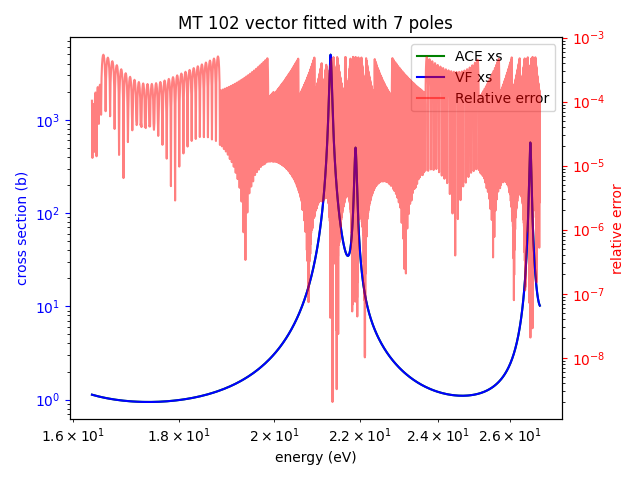 MT 102 vector fitted with 7 poles
ACE xs
VF xs
Relative error
cross section (b)
10³
10²
10¹
10⁰
relative error
10⁻³
10⁻⁴
10⁻⁵
10⁻⁶
10⁻⁷
10⁻⁸
1.6 × 10¹ 1.8 × 10¹ 2 × 10¹ 2.2 × 10¹ 2.4 × 10¹ 2.6 × 10¹
energy (eV)